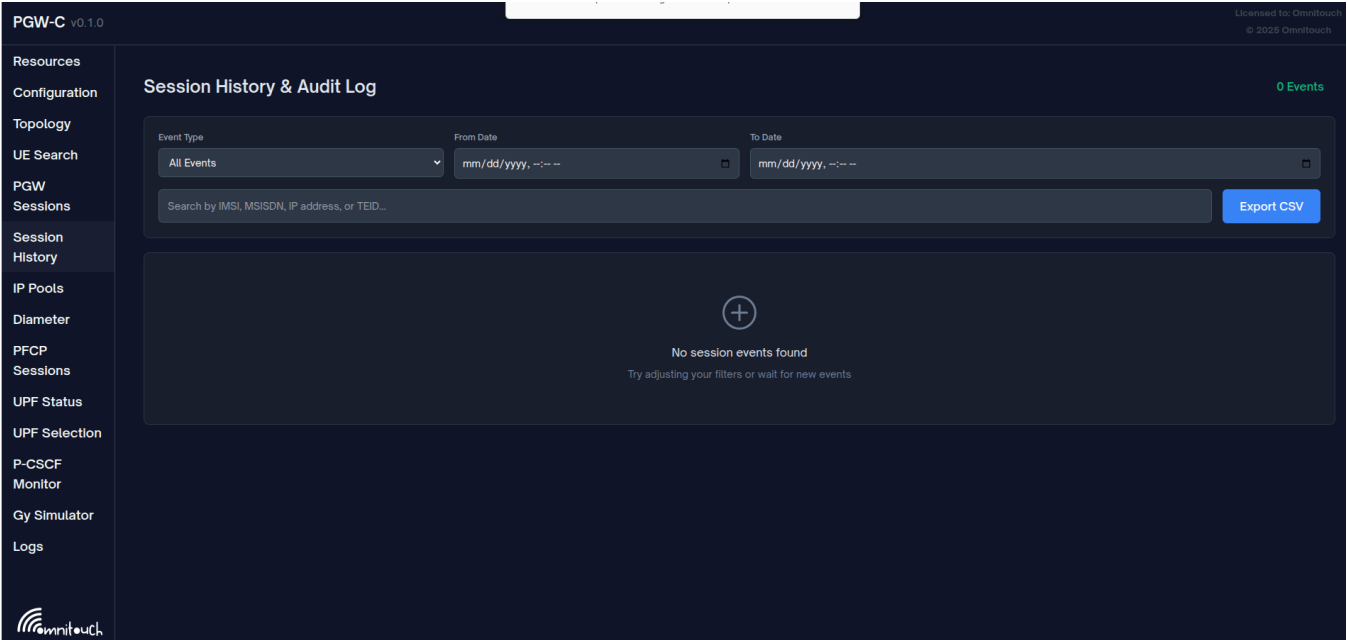 PGW-C v0.1.0
Licensed to: Omnitouch
© 2025 Omnitouch
Resources
Configuration
Topology
UE Search
PGW
Sessions
Session
History
IP Pools
Diameter
PFCP
Sessions
UPF Status
UPF Selection
P-CSCF
Monitor
Gy Simulator
Logs
omnitouch
Session History & Audit Log
0 Events
Event Type
From Date
To Date
All Events
mm/dd/yyyy, --:-- --
mm/dd/yyyy, --:-- --
Search by IMSI, MSISDN, IP address, or TEID...
Export CSV
No session events found
Try adjusting your filters or wait for new events